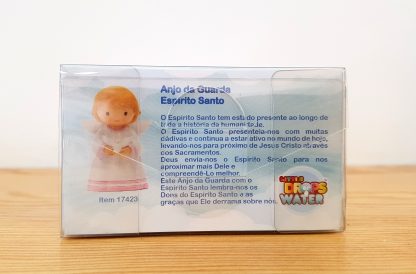 Anjo da Guarda
Espírito Santo
O Espírito Santo tem estado presente ao longo de
toda a história da humanidade.
O Espírito Santo presenteia-nos com muitas
dádivas e continua a estar ativo no mundo de hoje,
levando-nos para próximo de Jesus Cristo através
dos Sacramentos.
Deus envia-nos o Espírito Santo para nos
aproximar mais Dele e
compreendê-Lo melhor.
Este Anjo da Guarda com o
Espírito Santo lembra-nos os
Dons do Espírito Santo e as
graças que Ele derrama sobre nós.
Item 17423
DROPS
WATER